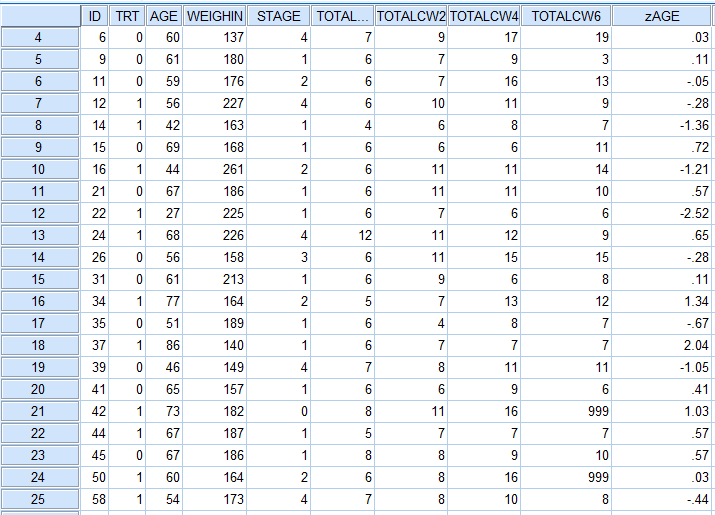 ID TRT AGE WEIGHIN STAGE TOTAL... TOTALCW2 TOTALCW4 TOTALCW6 zAGE
4 6 0 60 137 4 7 9 17 19 .03
5 9 0 61 180 1 6 7 9 3 .11
6 11 0 59 176 2 6 7 16 13 -.05
7 12 1 56 227 4 6 10 11 9 -.28
8 14 1 42 163 1 4 6 8 7 -1.36
9 15 0 69 168 1 6 6 6 11 .72
10 16 1 44 261 2 6 11 11 14 -1.21
11 21 0 67 186 1 6 11 11 10 .57
12 22 1 27 225 1 6 7 6 6 -2.52
13 24 1 68 226 4 12 11 12 9 .65
14 26 0 56 158 3 6 11 15 15 -.28
15 31 0 61 213 1 6 9 6 8 .11
16 34 1 77 164 2 5 7 13 12 1.34
17 35 0 51 189 1 6 4 8 7 -.67
18 37 1 86 140 1 6 7 7 7 2.04
19 39 0 46 149 4 7 8 11 11 -1.05
20 41 0 65 157 1 6 6 9 6 .41
21 42 1 73 182 0 8 11 16 999 1.03
22 44 1 67 187 1 5 7 7 7 .57
23 45 0 67 186 1 8 8 9 10 .57
24 50 1 60 164 2 6 8 16 999 .03
25 58 1 54 173 4 7 8 10 8 -.44